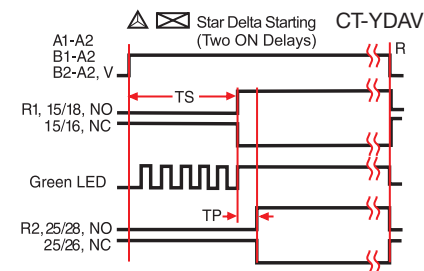 Star Delta Starting CT-YDAV
(Two ON Delays)
A1-A2
B1-A2
B2-A2, V
R
TS
R1, 15/18, NO
15/16, NC
Green LED
TP
R2,25/28, NO
25/26, NC